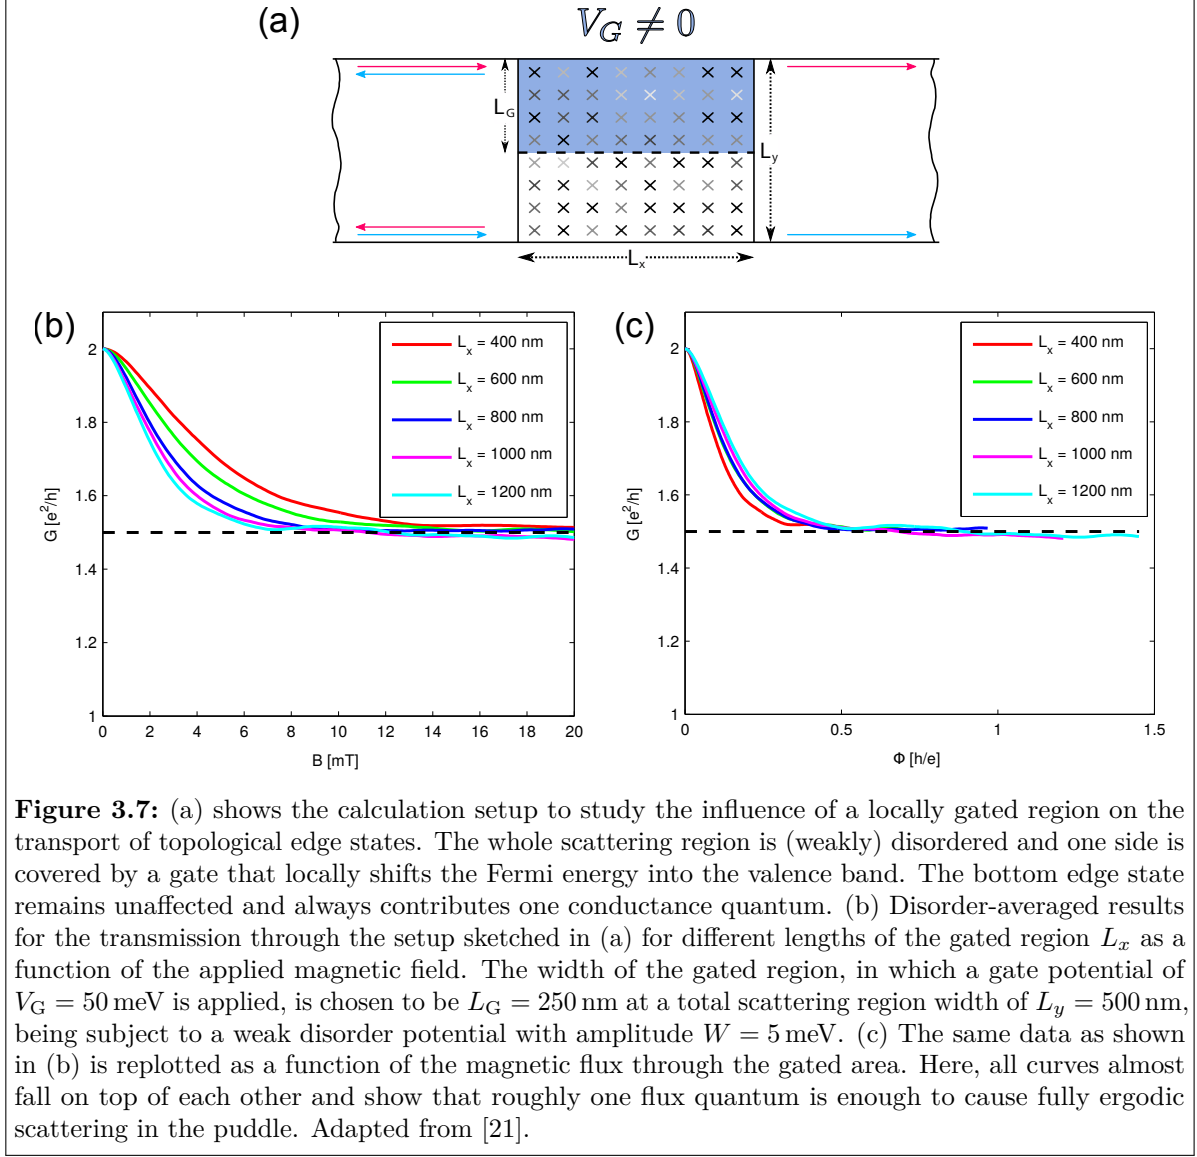 (a)
V_G ≠ 0
L_G
L_y
L_x
(b)
G [e²/h]
2
1.8
1.6
1.4
1.2
1
0 2 4 6 8 10 12 14 16 18 20
B [mT]
L_x = 400 nm
L_x = 600 nm
L_x = 800 nm
L_x = 1000 nm
L_x = 1200 nm
(c)
G [e²/h]
2
1.8
1.6
1.4
1.2
1
0 0.5 1 1.5
Φ [h/e]
L_x = 400 nm
L_x = 600 nm
L_x = 800 nm
L_x = 1000 nm
L_x = 1200 nm
Figure 3.7: (a) shows the calculation setup to study the influence of a locally gated region on the
transport of topological edge states. The whole scattering region is (weakly) disordered and one side is
covered by a gate that locally shifts the Fermi energy into the valence band. The bottom edge state
remains unaffected and always contributes one conductance quantum. (b) Disorder-averaged results
for the transmission through the setup sketched in (a) for different lengths of the gated region L_x as a
function of the applied magnetic field. The width of the gated region, in which a gate potential of
V_G = 50 meV is applied, is chosen to be L_G = 250 nm at a total scattering region width of L_y = 500 nm,
being subject to a weak disorder potential with amplitude W = 5 meV. (c) The same data as shown
in (b) is replotted as a function of the magnetic flux through the gated area. Here, all curves almost
fall on top of each other and show that roughly one flux quantum is enough to cause fully ergodic
scattering in the puddle. Adapted from [21].